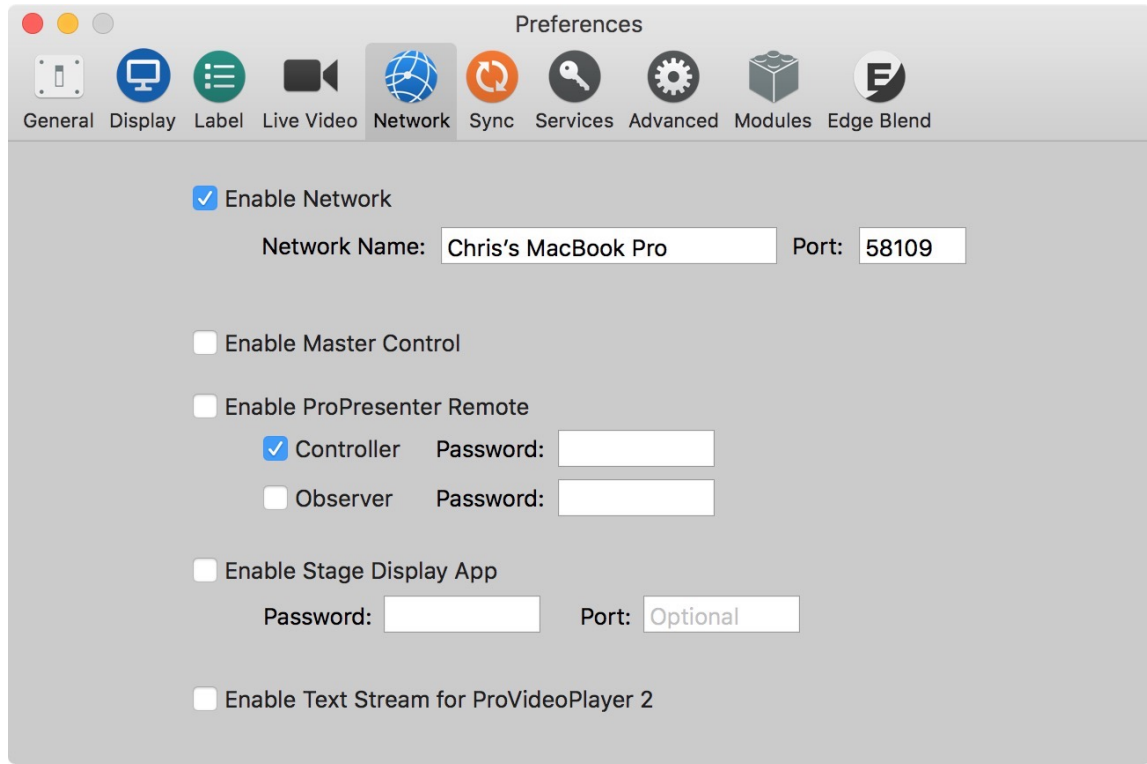 Preferences
General Display Label Live Video Network Sync Services Advanced Modules Edge Blend
Enable Network
Network Name: Chris's MacBook Pro Port: 58109
Enable Master Control
Enable ProPresenter Remote
Controller Password:
Observer Password:
Enable Stage Display App
Password: Port: Optional
Enable Text Stream for ProVideoPlayer 2